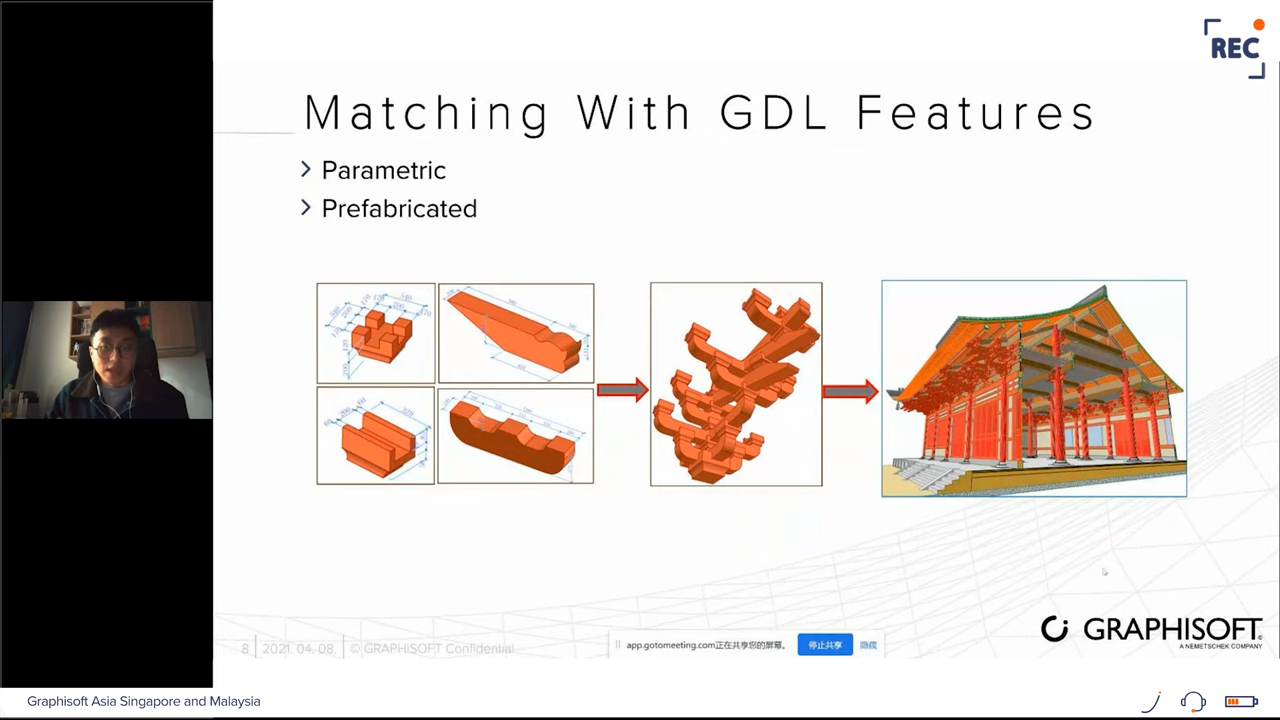 REC
Matching With GDL Features
Parametric
Prefabricated
GRAPHISOFT
A NEMETSCHEK COMPANY
8 2021. 04. 08. © GRAPHISOFT Confidential
app.gotomeeting.com正在共享您的屏幕。 停止共享 隐藏
Graphisoft Asia Singapore and Malaysia